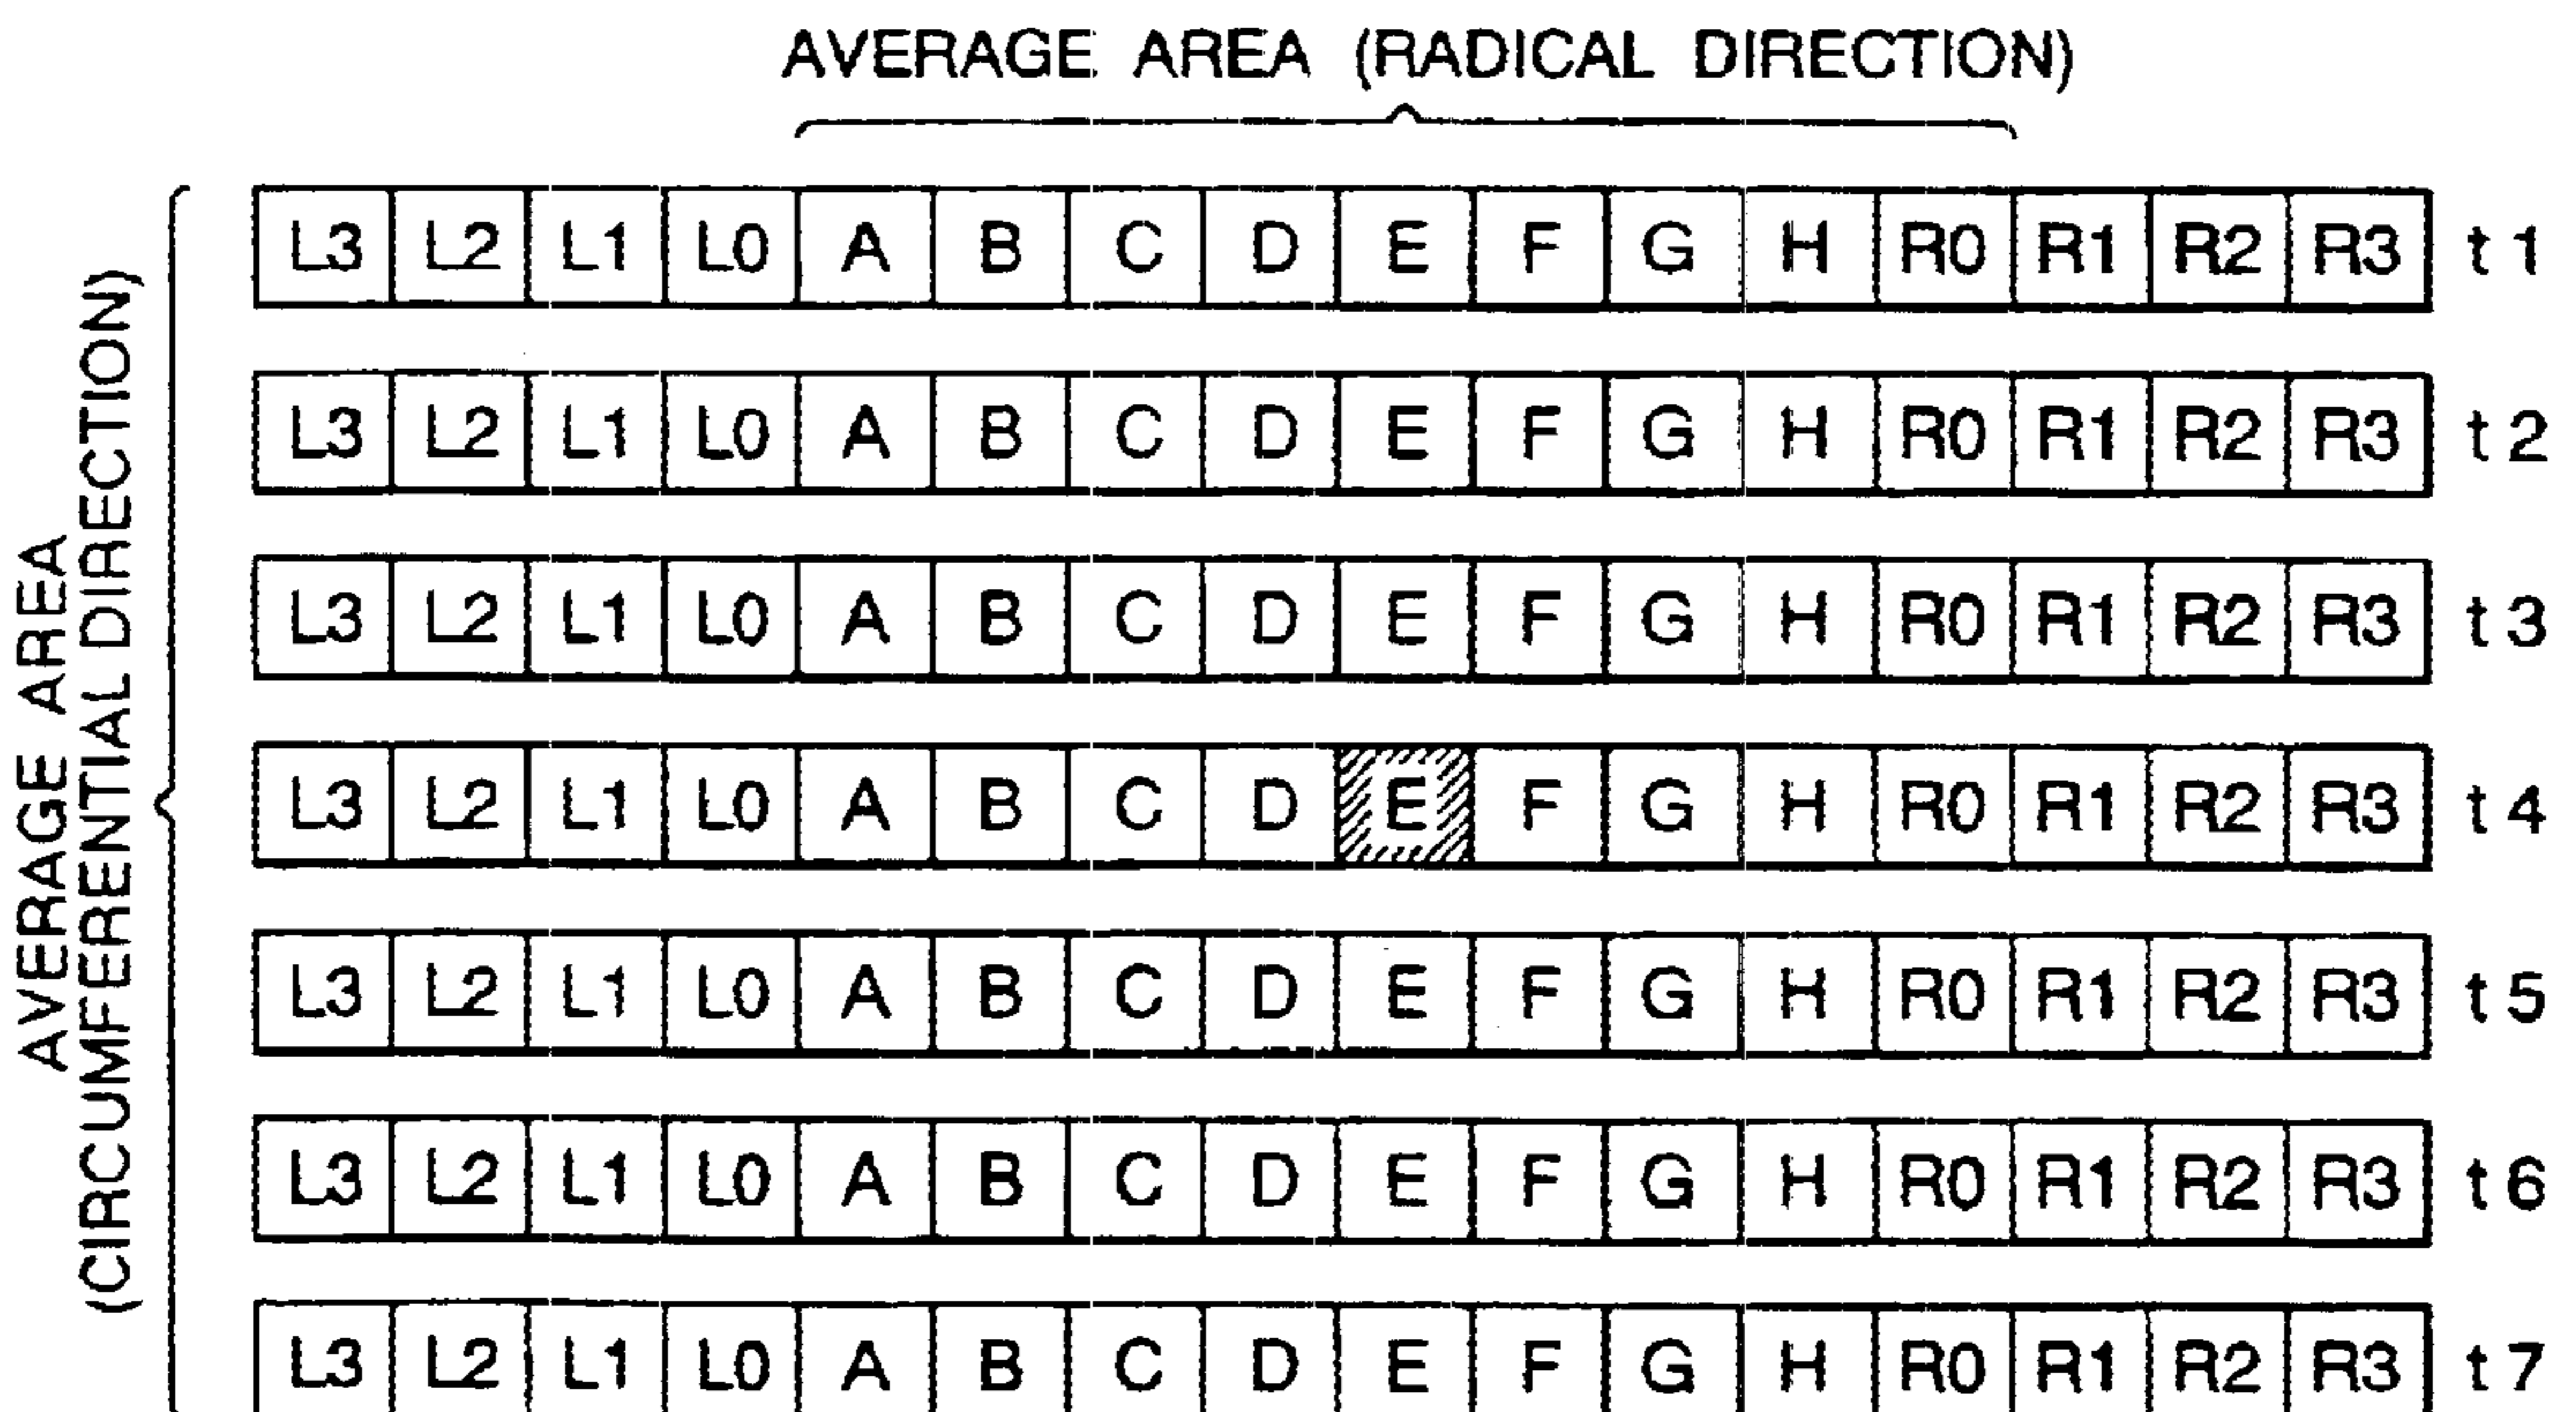 AVERAGE AREA (RADICAL DIRECTION)
AVERAGE AREA
(CIRCUMFERENTIAL DIRECTION)
L3 L2 L1 L0 A B C D E F G H R0 R1 R2 R3 t1
L3 L2 L1 L0 A B C D E F G H R0 R1 R2 R3 t2
L3 L2 L1 L0 A B C D E F G H R0 R1 R2 R3 t3
L3 L2 L1 L0 A B C D E F G H R0 R1 R2 R3 t4
L3 L2 L1 L0 A B C D E F G H R0 R1 R2 R3 t5
L3 L2 L1 L0 A B C D E F G H R0 R1 R2 R3 t6
L3 L2 L1 L0 A B C D E F G H R0 R1 R2 R3 t7